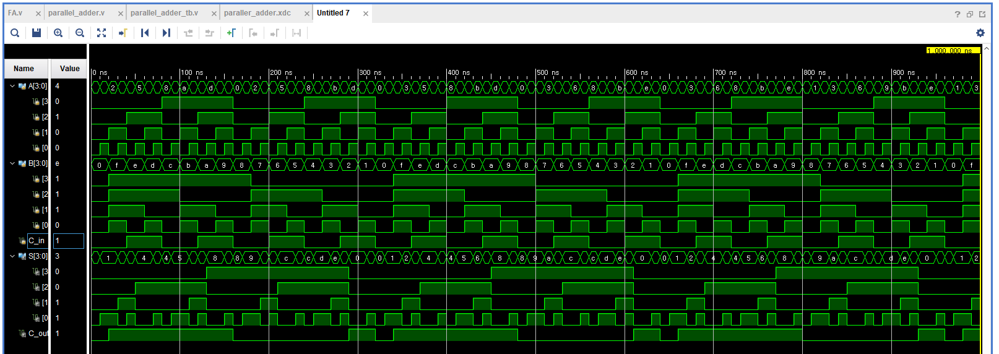 FA.v × parallel_adder.v × parallel_adder_tb.v × paraller_adder.xdc × Untitled 7 × ?
1,000.000 ns
Name Value
0 ns 100 ns 200 ns 300 ns 400 ns 500 ns 600 ns 700 ns 800 ns 900 ns
A[3:0] 4 2 5 8 a d 0 2 5 8 b d 0 3 5 8 b d 0 3 6 8 b e 0 3 6 8 b e 1 3 6 9 b e 1 3
[3 0
[2 1
[1 0
[0 0
B[3:0] e 0 f e d c b a 9 8 7 6 5 4 3 2 1 0 f e d c b a 9 8 7 6 5 4 3 2 1 0 f e d c b a 9 8 7 6 5 4 3 2 1 0 f
[3 1
[2 1
[1 1
[0 0
C_in 1
S[3:0] 3 1 4 4 5 8 8 9 c c d e 0 0 1 2 4 4 5 6 8 8 9 a c c d e 0 0 1 2 4 4 5 6 8 9 a c d e 0 1 2
[3 0
[2 0
[1 1
[0 1
C_out 1